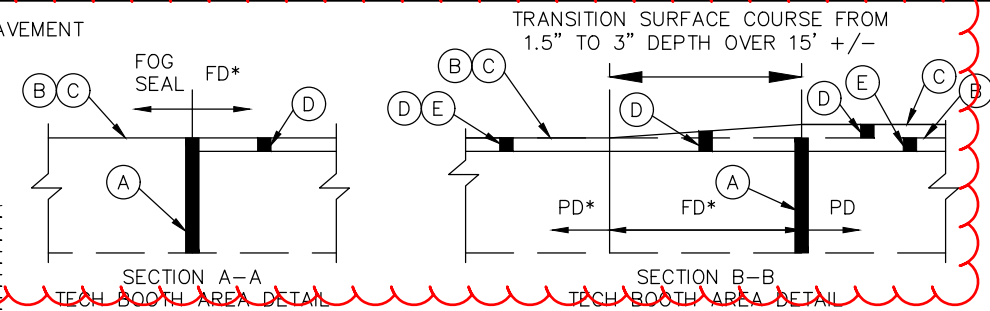 AVEMENT
FOG
SEAL
FD*
B C
D
A
SECTION A-A
TECH BOOTH AREA DETAIL
TRANSITION SURFACE COURSE FROM
1.5" TO 3" DEPTH OVER 15' +/-
B C
D E
D
D
E
C
B
A
PD*
FD*
PD
SECTION B-B
TECH BOOTH AREA DETAIL